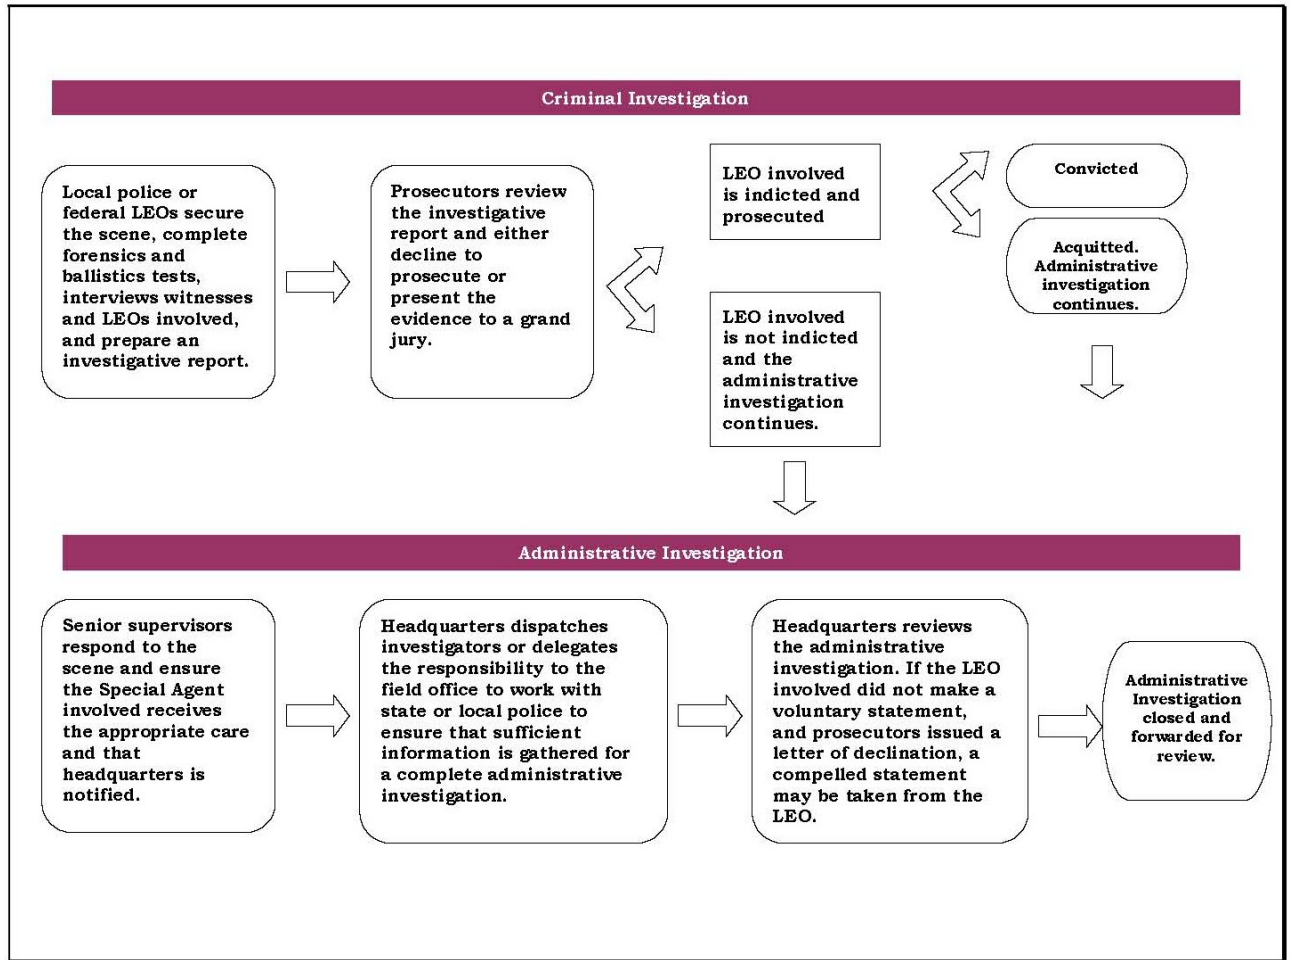 Criminal Investigation
Local police or
federal LEOs secure
the scene, complete
forensics and
ballistics tests,
interviews witnesses
and LEOs involved,
and prepare an
investigative report.
Prosecutors review
the investigative
report and either
decline to
prosecute or
present the
evidence to a grand
jury.
LEO involved
is indicted and
prosecuted
LEO involved
is not indicted
and the
administrative
investigation
continues.
Convicted
Acquitted.
Administrative
investigation
continues.
Administrative Investigation
Senior supervisors
respond to the
scene and ensure
the Special Agent
involved receives
the appropriate care
and that
headquarters is
notified.
Headquarters dispatches
investigators or delegates
the responsibility to the
field office to work with
state or local police to
ensure that sufficient
information is gathered for
a complete administrative
investigation.
Headquarters reviews
the administrative
investigation. If the LEO
involved did not make a
voluntary statement,
and prosecutors issued a
letter of declination, a
compelled statement
may be taken from the
LEO.
Administrative
Investigation
closed and
forwarded for
review.